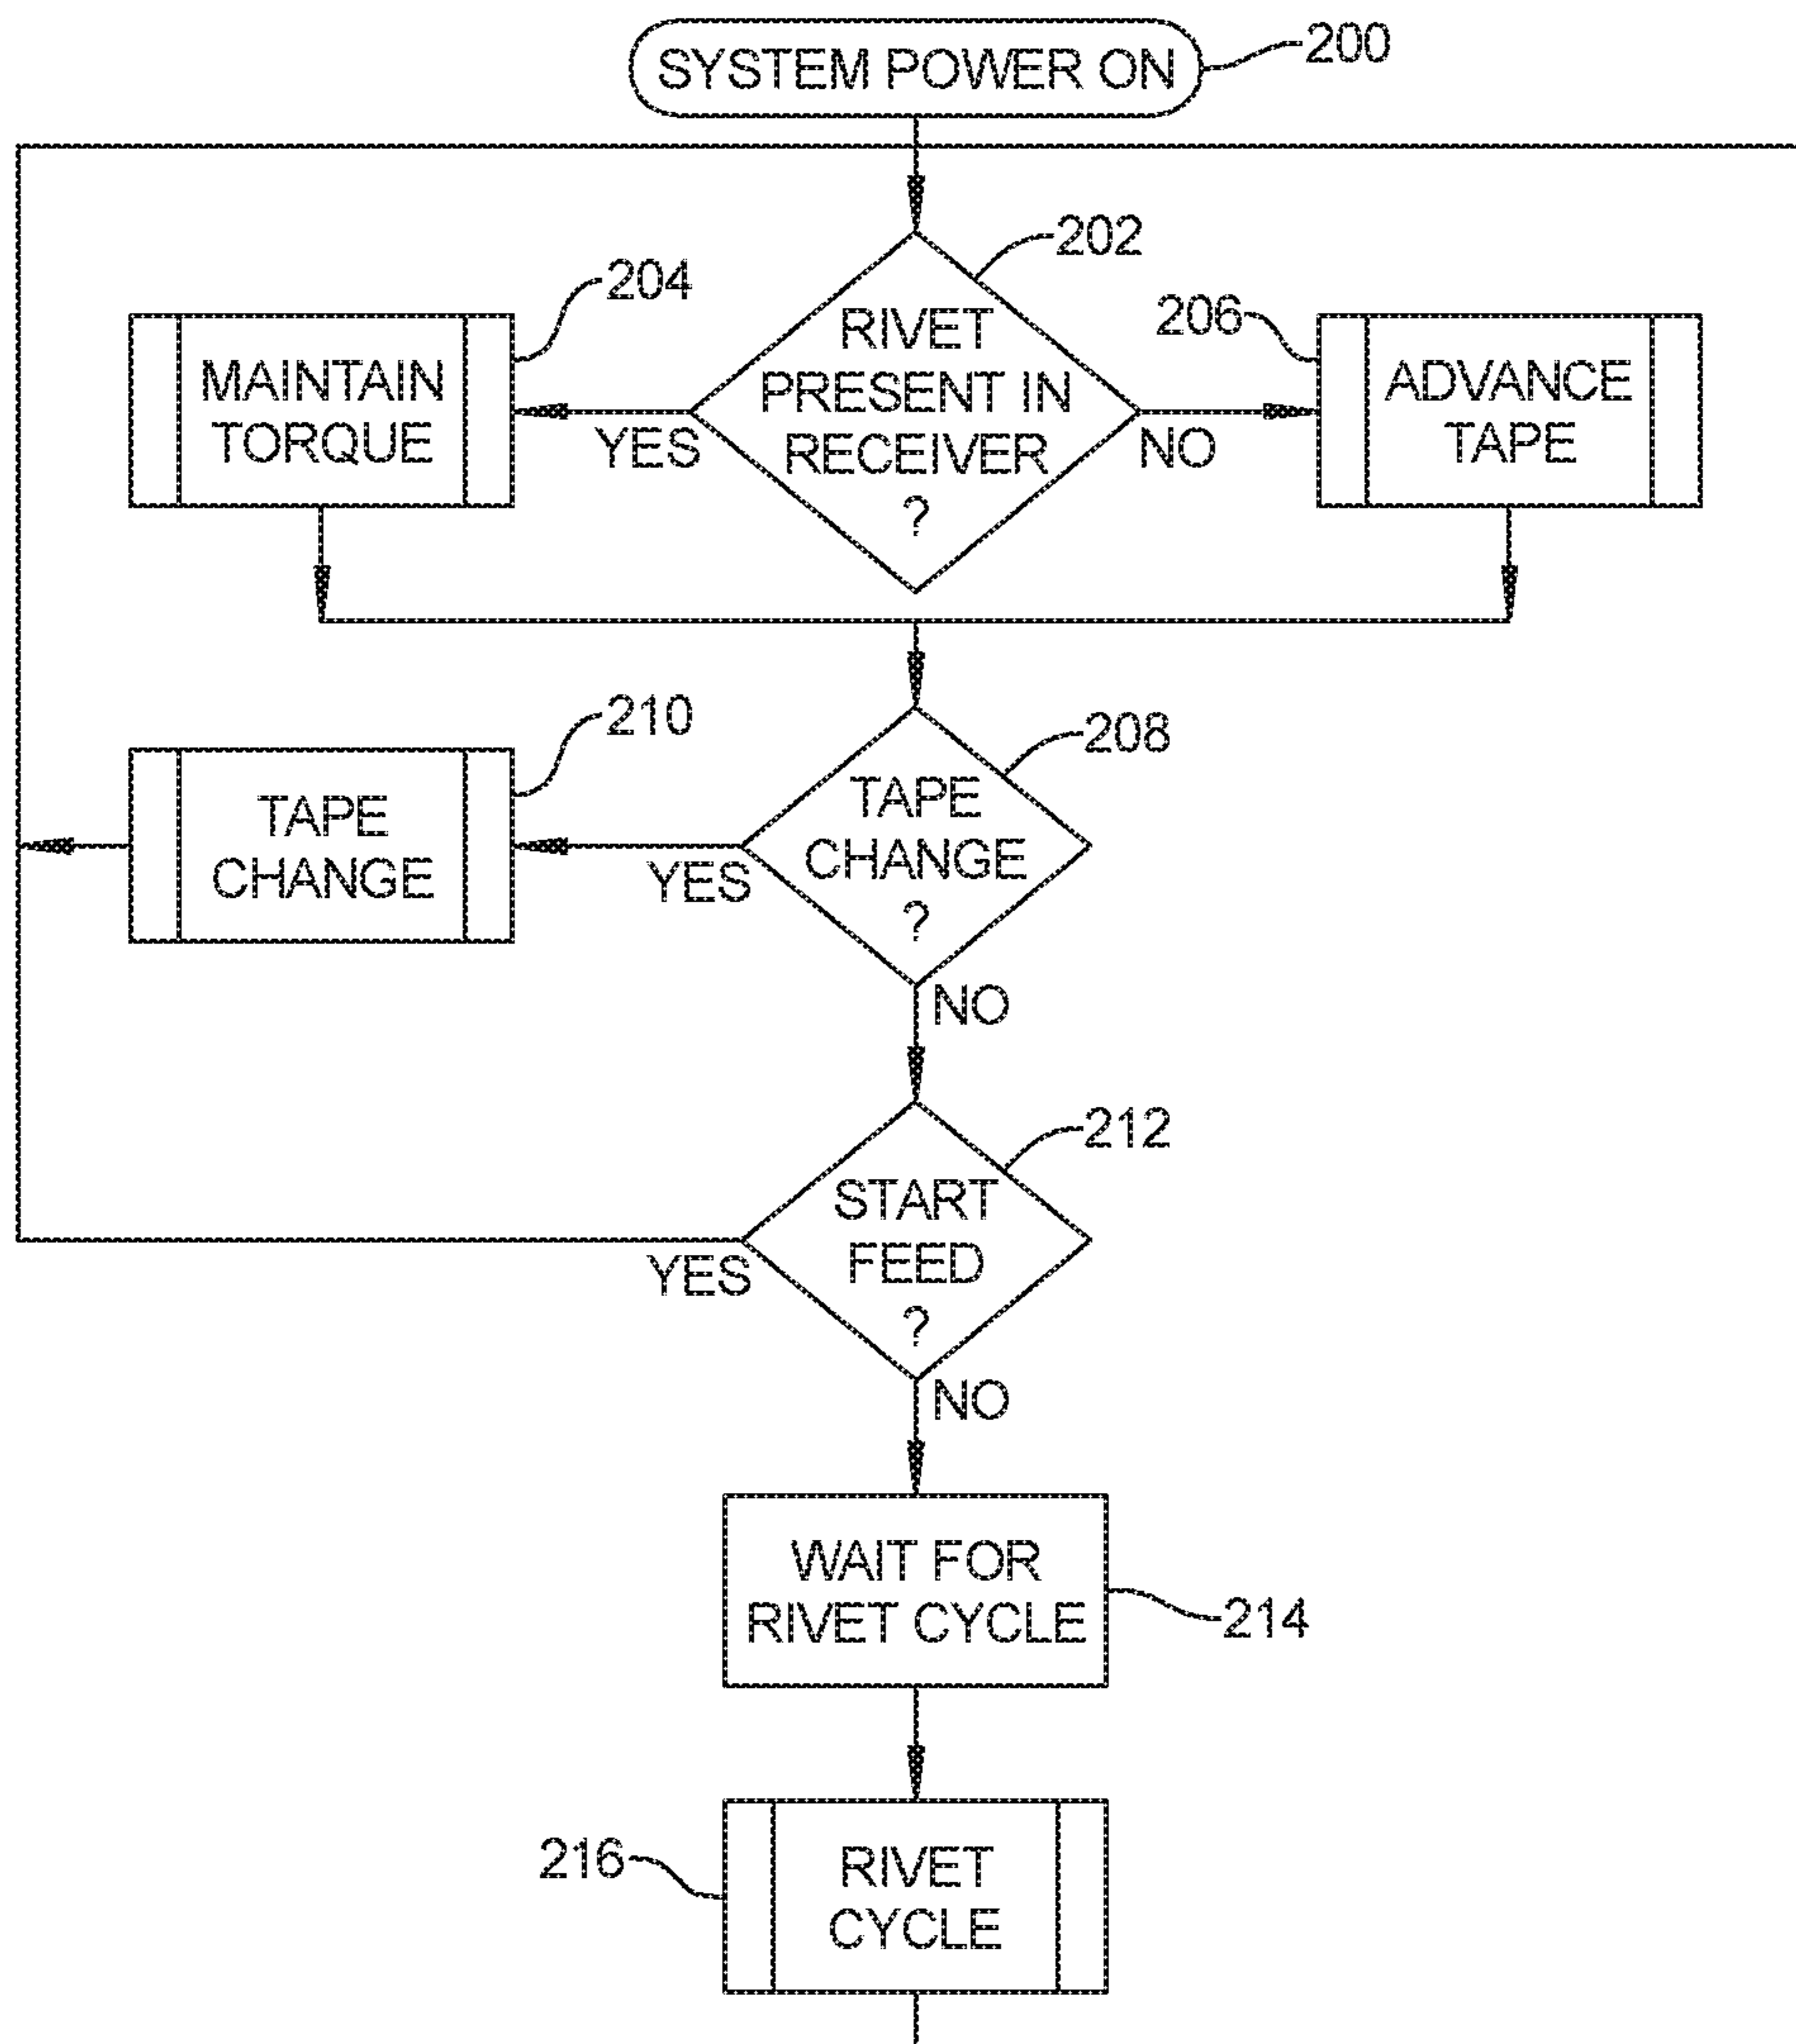 SYSTEM POWER ON
200
202
204
206
RIVET
PRESENT IN
RECEIVER
?
MAINTAIN
TORQUE
YES
NO
ADVANCE
TAPE
210
208
TAPE
CHANGE
YES
TAPE
CHANGE
?
NO
212
START
FEED
?
YES
NO
WAIT FOR
RIVET CYCLE
214
216
RIVET
CYCLE